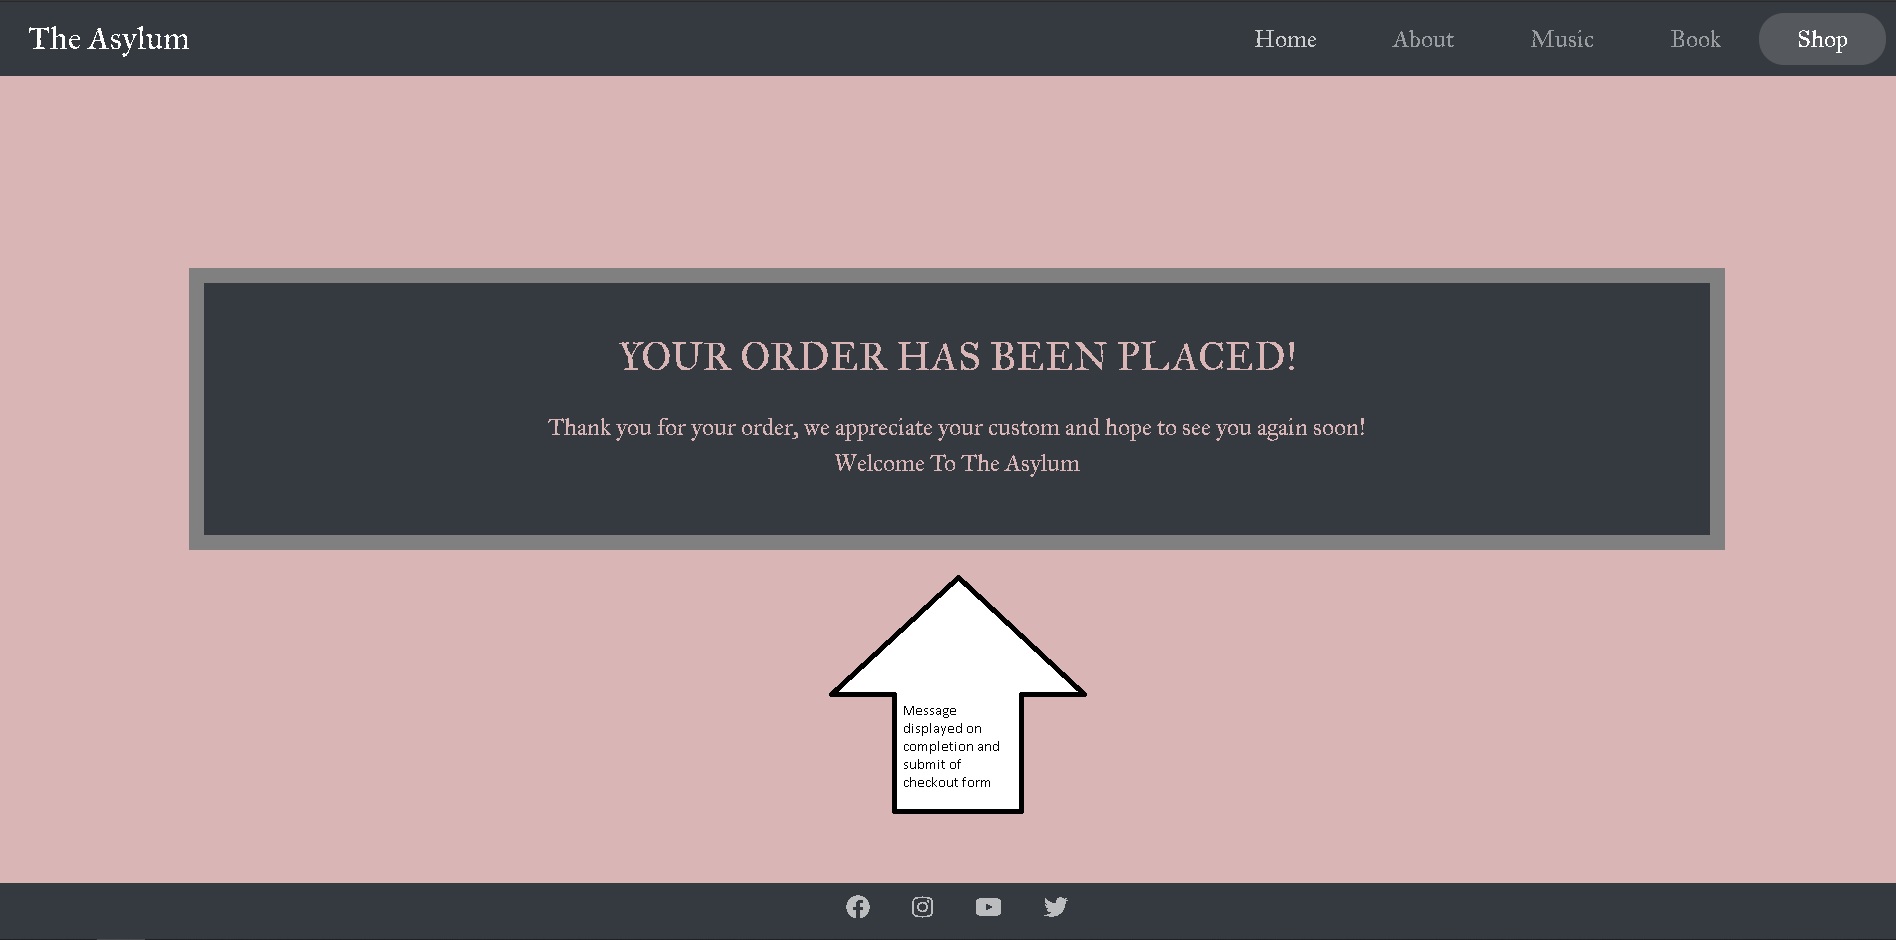 The Asylum
Home About Music Book Shop
YOUR ORDER HAS BEEN PLACED!
Thank you for your order, we appreciate your custom and hope to see you again soon!
Welcome To The Asylum
Message
displayed on
completion and
submit of
checkout form